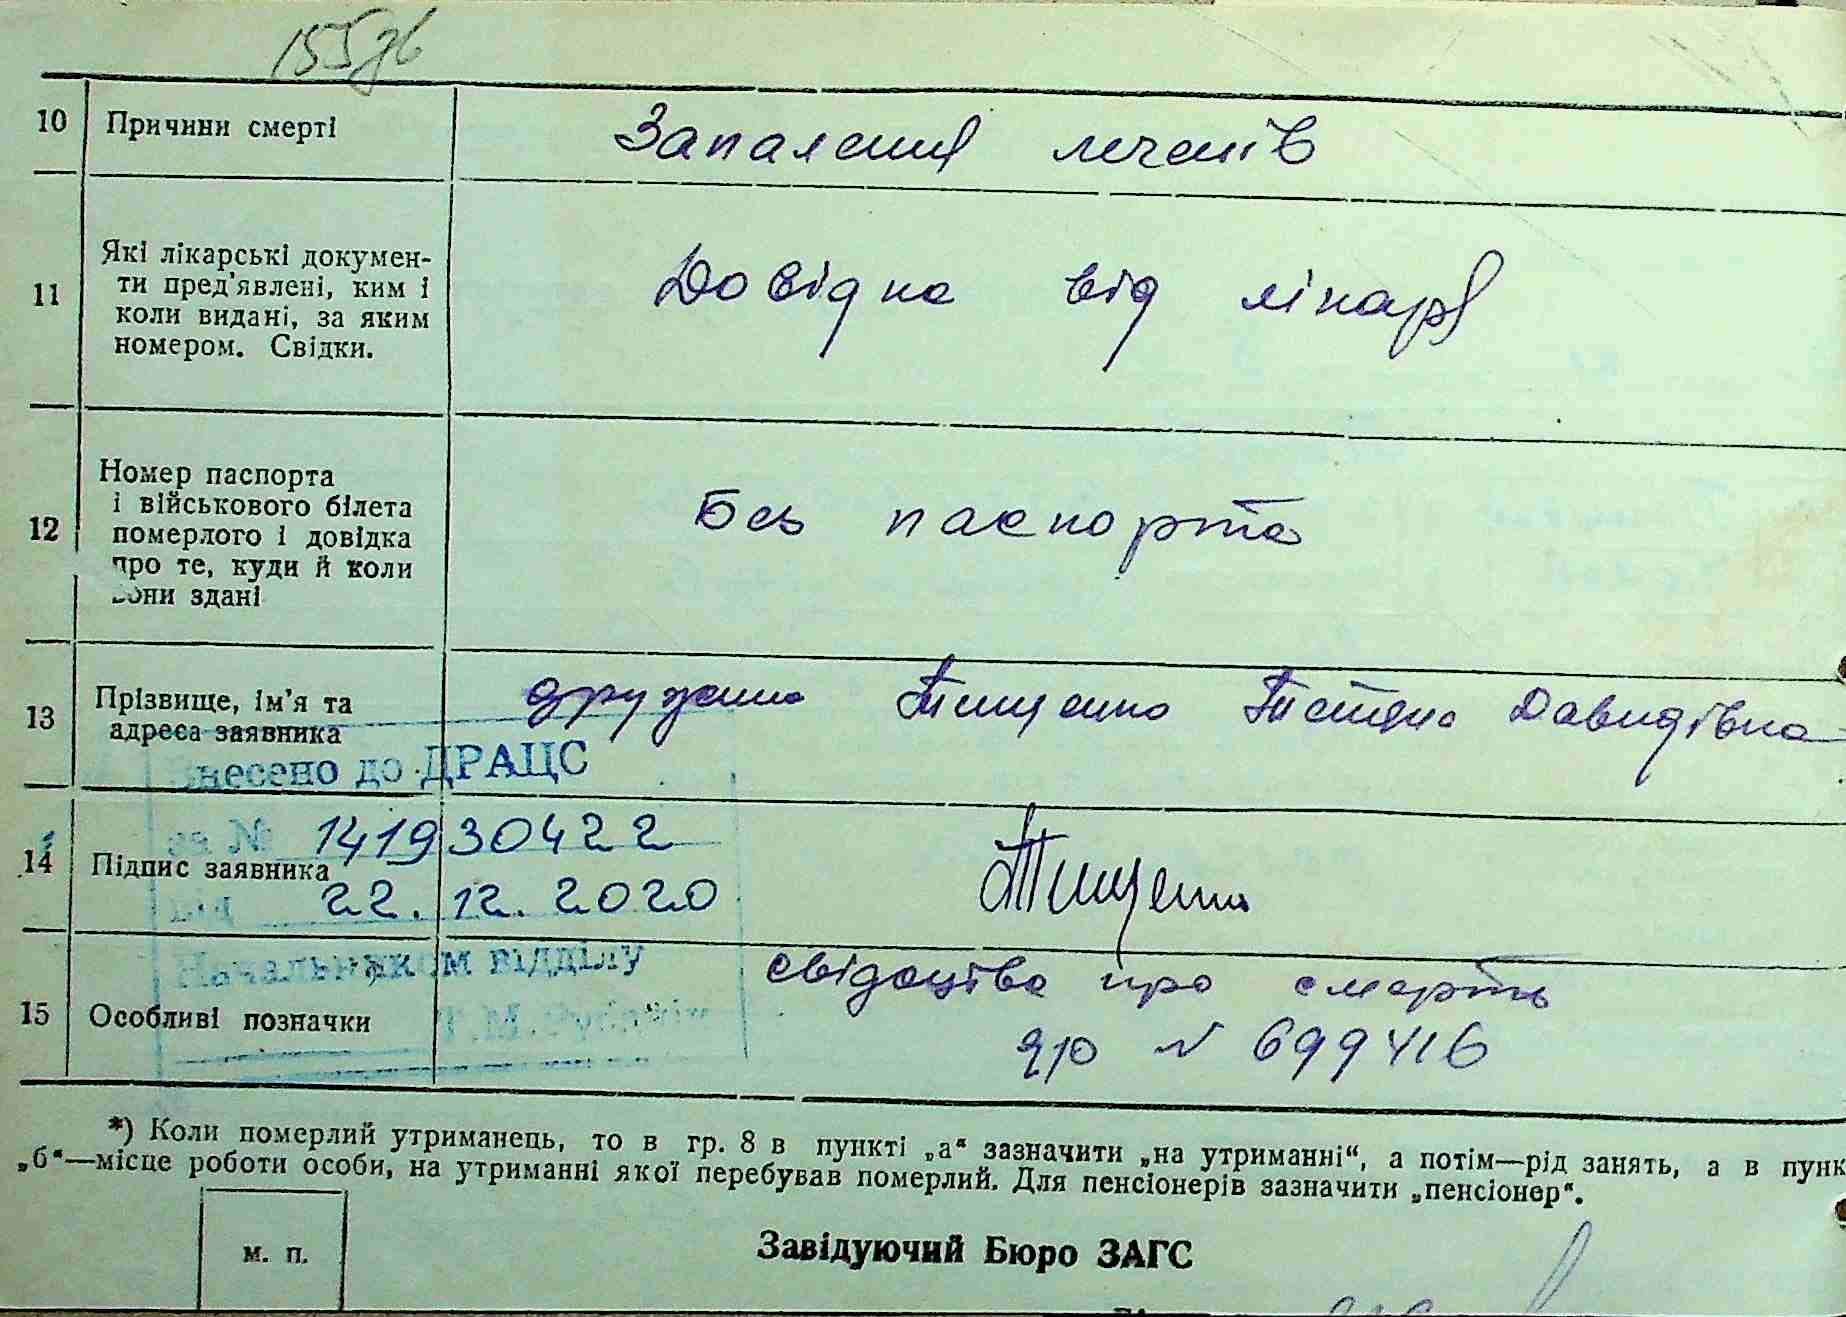 155зв
10 Причини смерті Запалення легенів
11 Які лікарські докумен-
ти пред'явлені, ким і
коли видані, за яким
номером. Свідки.
Довідка від лікаря
12 Номер паспорта
і військового білета
померлого і довідка
про те, куди й коли
вони здані
Без паспорта
13 Прізвище, ім'я та
адреса заявника
дружина Тищенко Тетяна Давидівна
Внесено до ДРАЦС
за № 141930422
14 Підпис заявника Тищенко
від 22.12.2020
Начальником відділу
15 Особливі позначки свідоцтво про смерть
яю № 699416
*) Коли померлий утриманець, то в гр. 8 в пункті „а“ зазначити „на утриманні“, а потім—рід занять, а в пунк
„б“—місце роботи особи, на утриманні якої перебував померлий. Для пенсіонерів зазначити „пенсіонер“.
м. п. Завідуючий Бюро ЗАГС